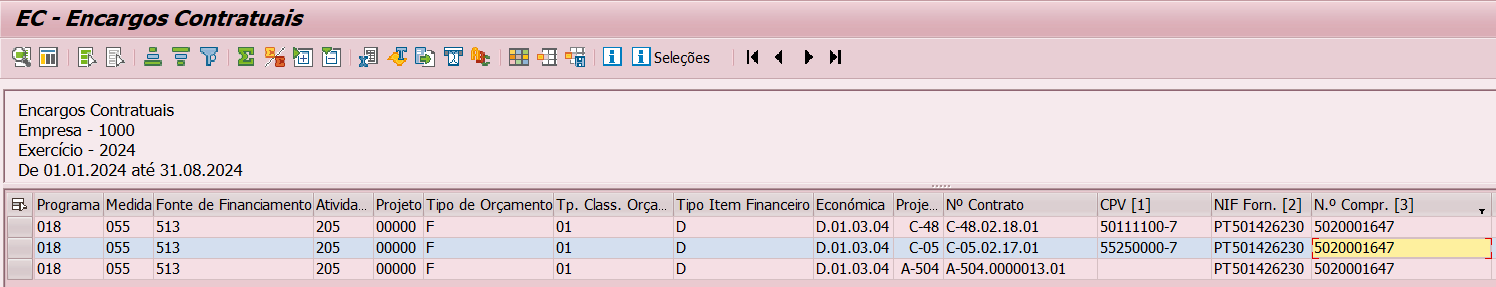 EC - Encargos Contratuais
Seleções
Encargos Contratuais
Empresa - 1000
Exercício - 2024
De 01.01.2024 até 31.08.2024
Programa Medida Fonte de Financiamento Ativida... Projeto Tipo de Orçamento Tp. Class. Orça... Tipo Item Financeiro Económica Proje... Nº Contrato CPV [1] NIF Forn. [2] N.º Compr. [3]
018 055 513 205 00000 F 01 D D.01.03.04 C-48 C-48.02.18.01 50111100-7 PT501426230 5020001647
018 055 513 205 00000 F 01 D D.01.03.04 C-05 C-05.02.17.01 55250000-7 PT501426230 5020001647
018 055 513 205 00000 F 01 D D.01.03.04 A-504 A-504.0000013.01 PT501426230 5020001647